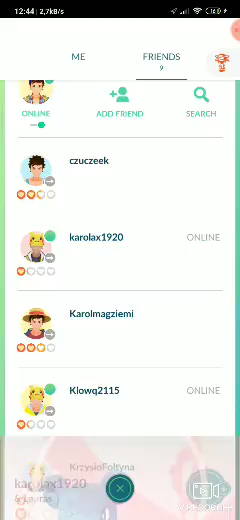 12:44 | 2,7kB/s
ME
FRIENDS
9
ONLINE
ADD FRIEND
SEARCH
czuczeek
karolax1920
ONLINE
Karolmagziemi
Klowq2115
ONLINE
KrzysioFoltyna
karolax1920
& Lauras